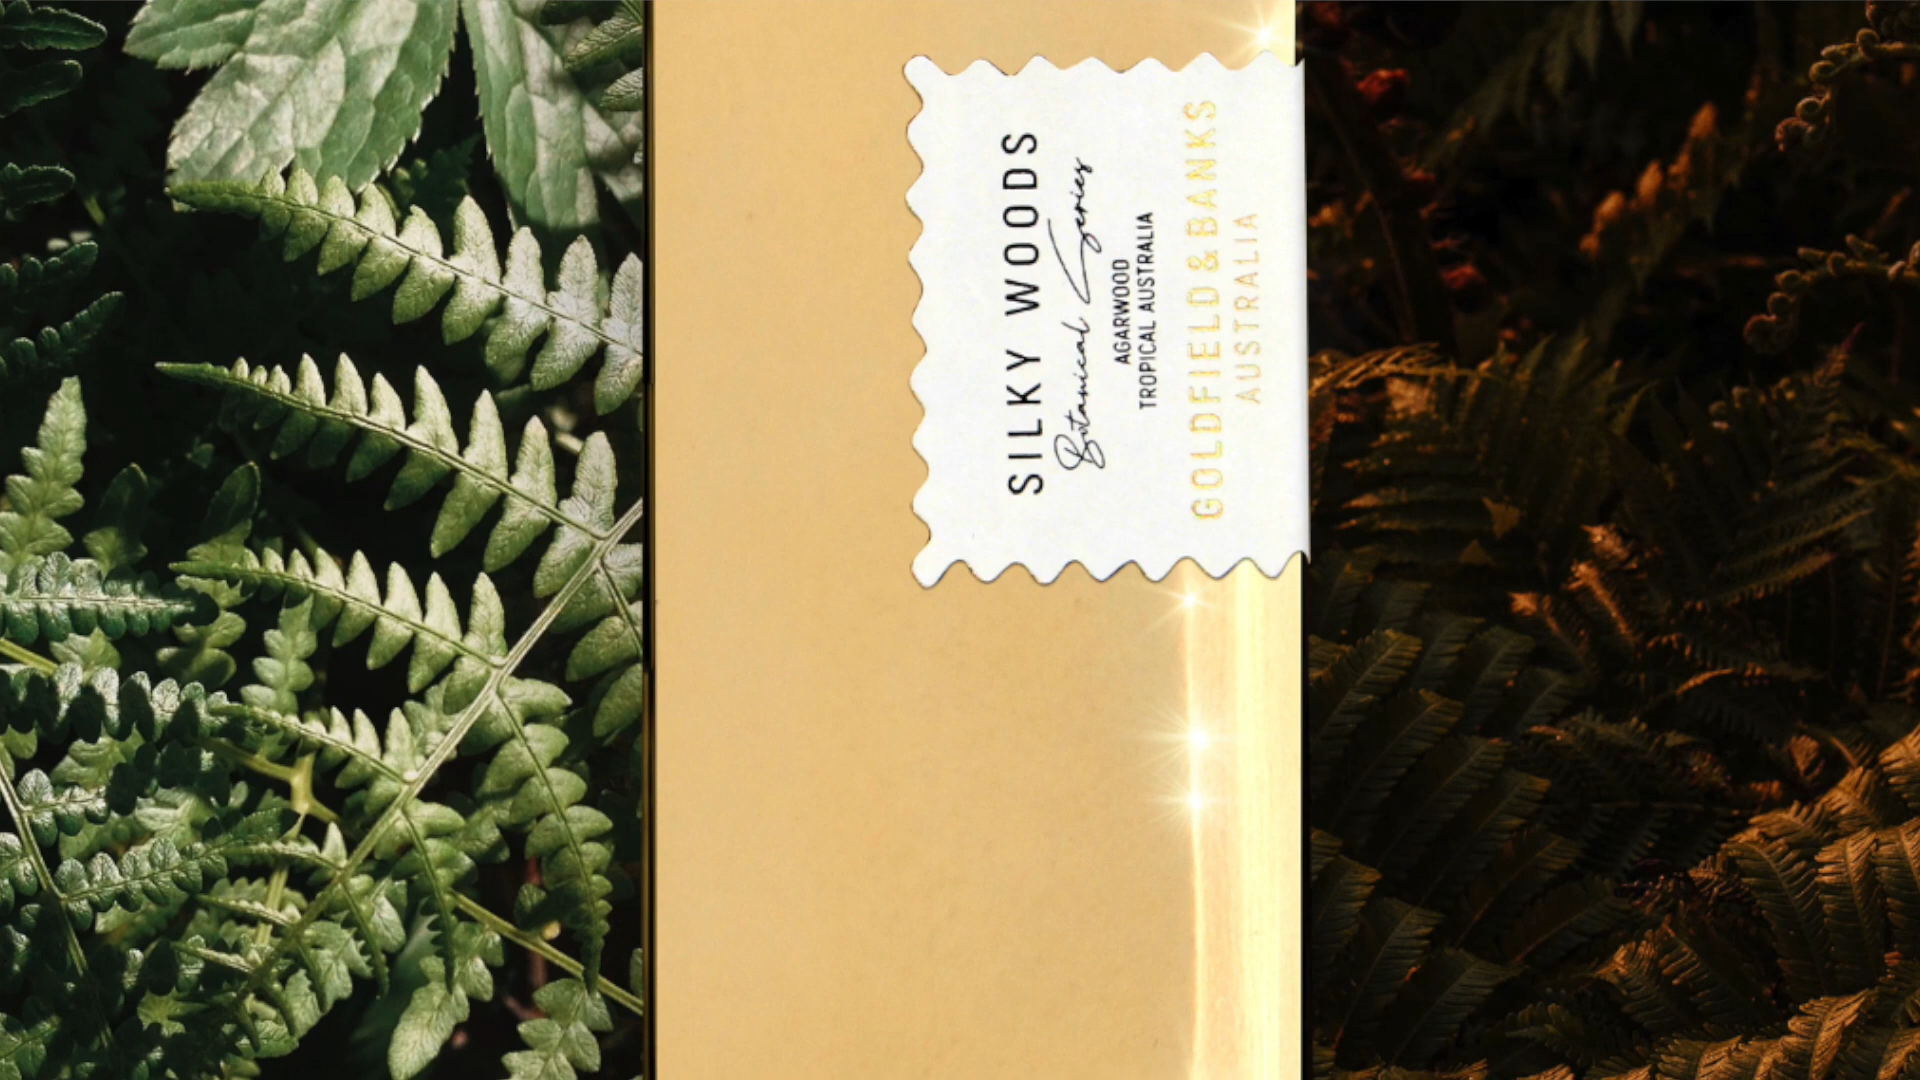 SILKY WOODS
Botanical Series
AGARWOOD
TROPICAL AUSTRALIA
GOLDFIELD & BANKS
AUSTRALIA